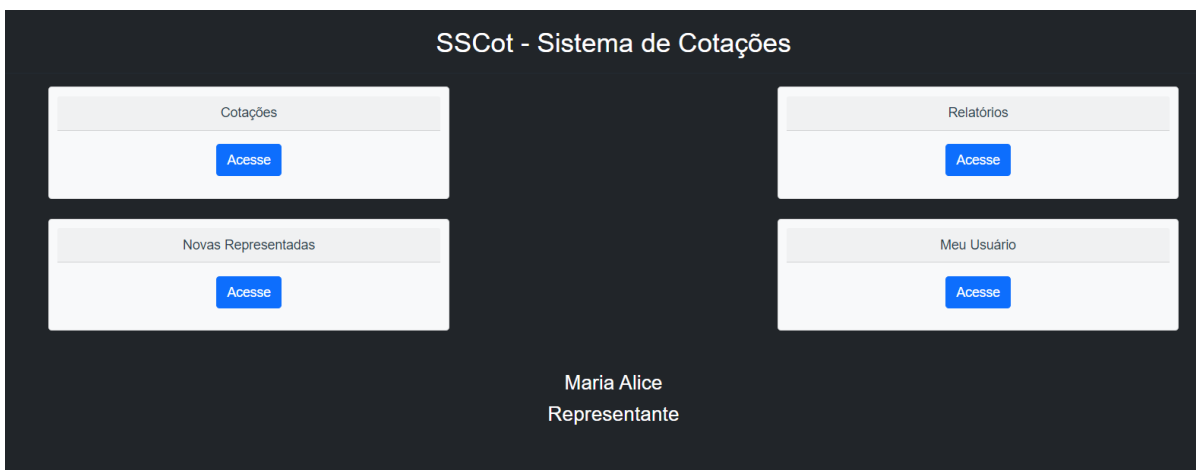 SSCot - Sistema de Cotações
Cotações
Acesse
Relatórios
Acesse
Novas Representadas
Acesse
Meu Usuário
Acesse
Maria Alice
Representante